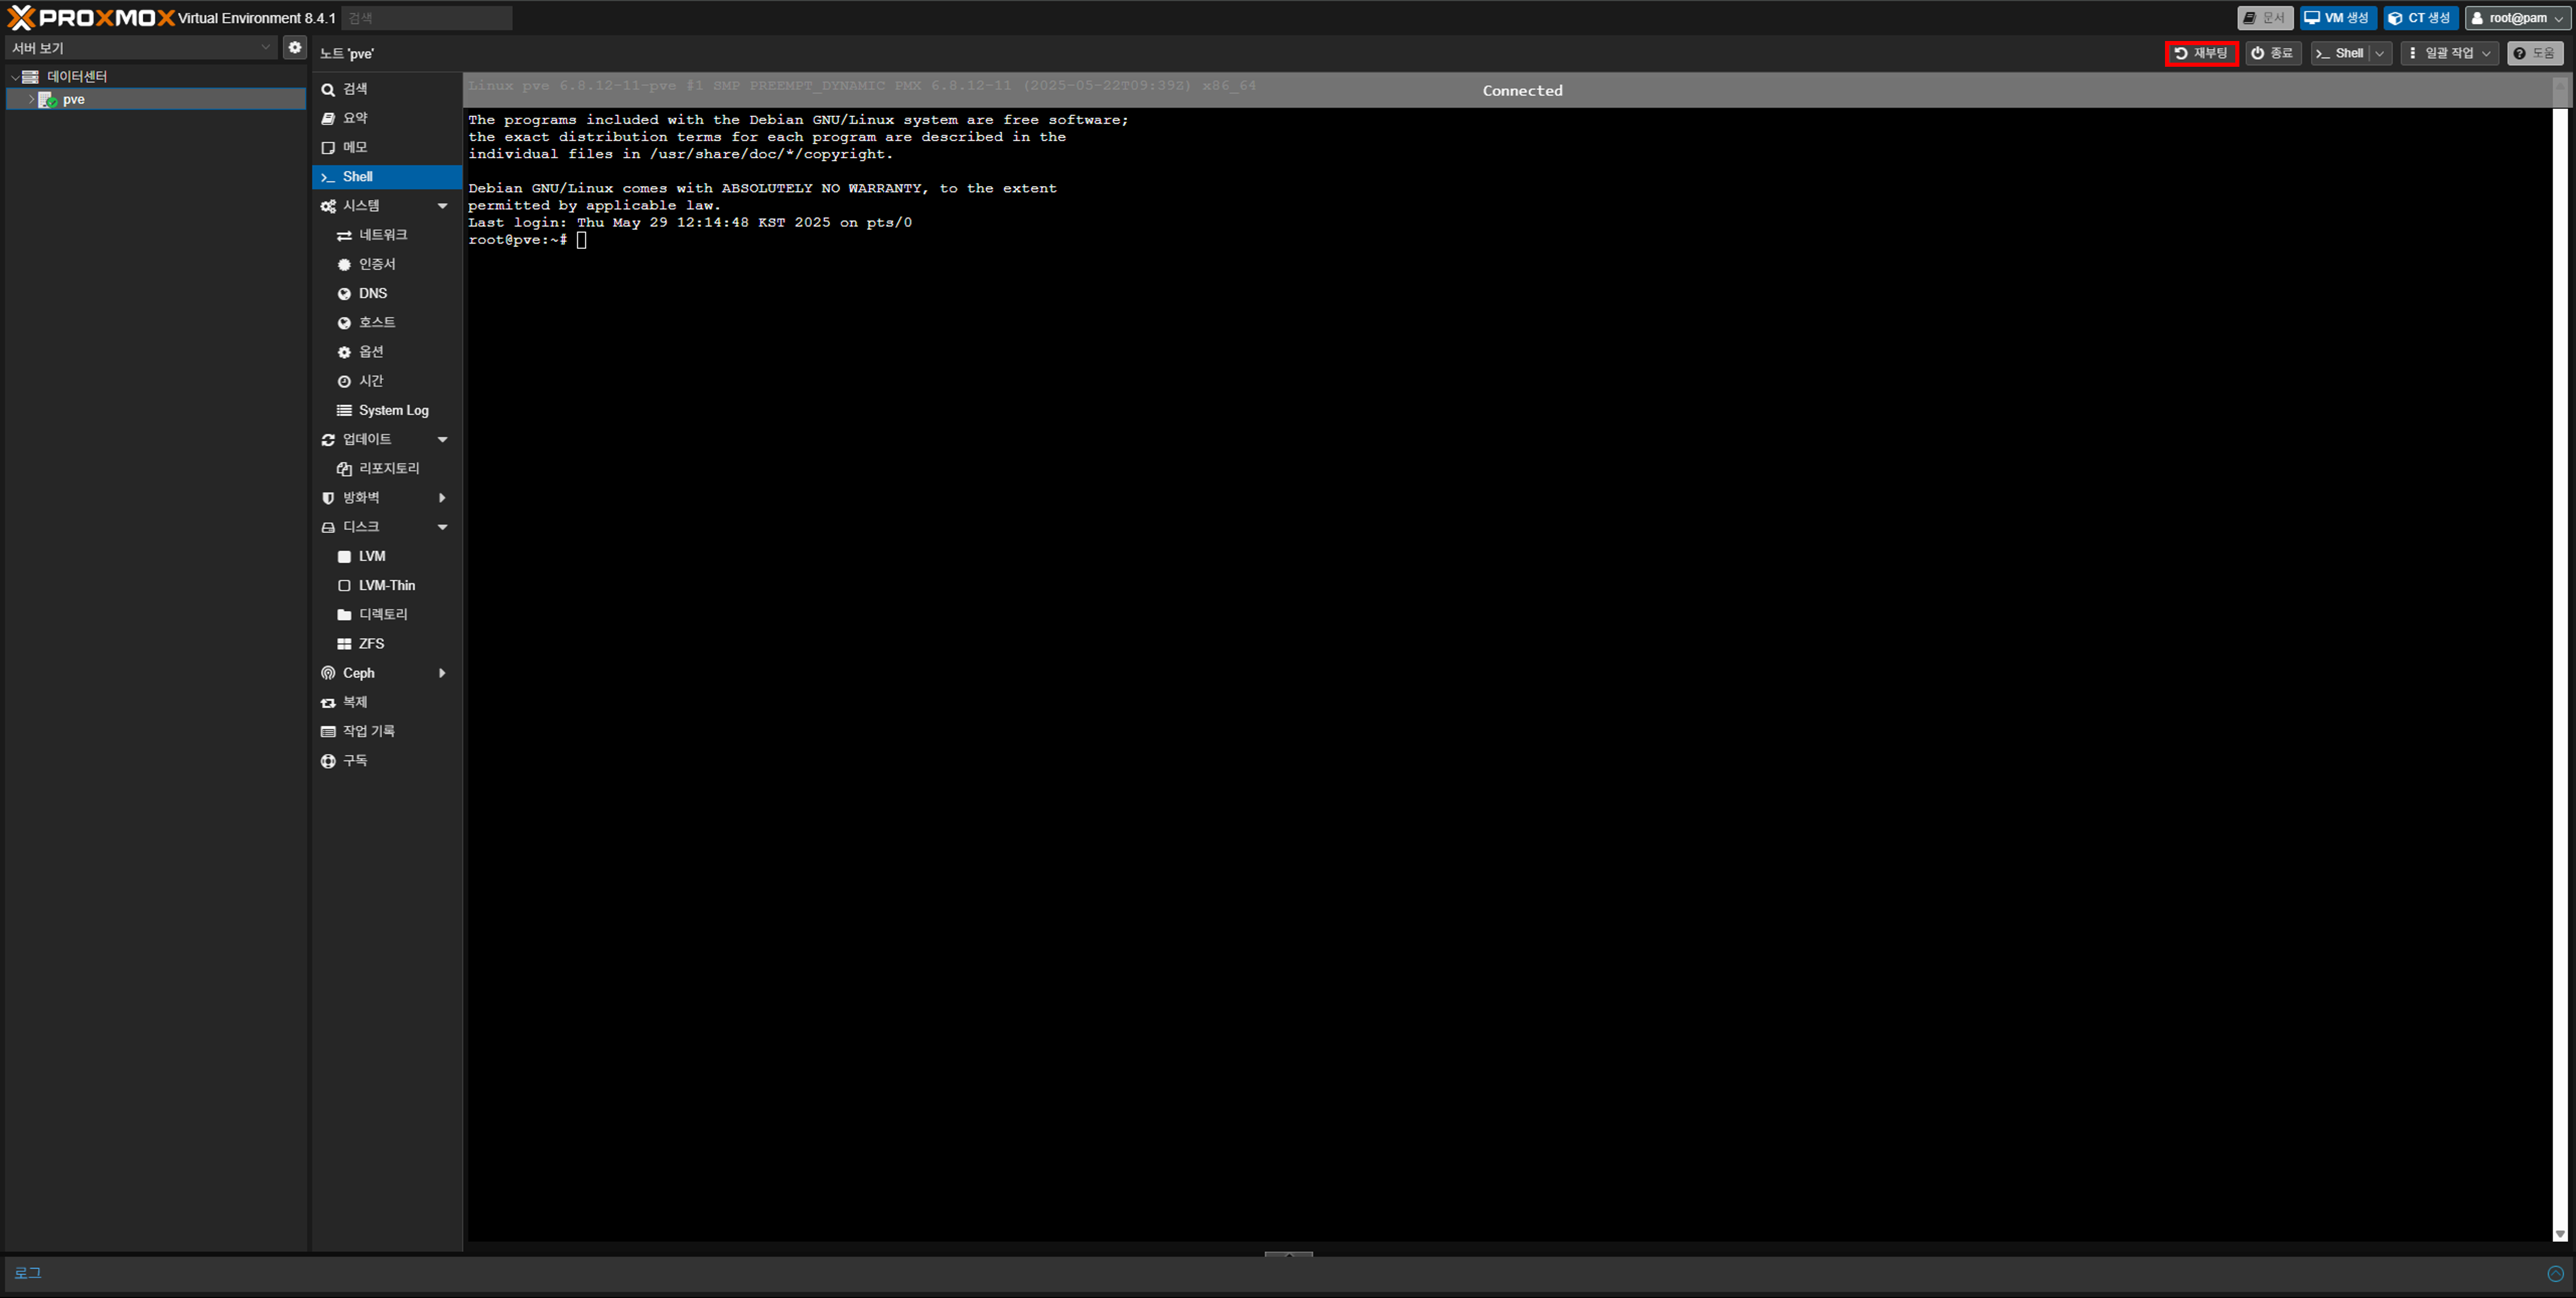 PROXMOX Virtual Environment 8.4.1 검색
문서 VM 생성 CT 생성 root@pam
서버 보기
노드 'pve'
재부팅 종료 Shell 일괄 작업 도움
데이터센터
pve
검색
요약
메모
Shell
시스템
네트워크
인증서
DNS
호스트
옵션
시간
System Log
업데이트
리포지토리
방화벽
디스크
LVM
LVM-Thin
디렉토리
ZFS
Ceph
복제
작업 기록
구독
Linux pve 6.8.12-11-pve #1 SMP PREEMPT_DYNAMIC PMX 6.8.12-11 (2025-05-22T09:39Z) x86_64
Connected
The programs included with the Debian GNU/Linux system are free software;
the exact distribution terms for each program are described in the
individual files in /usr/share/doc/*/copyright.
Debian GNU/Linux comes with ABSOLUTELY NO WARRANTY, to the extent
permitted by applicable law.
Last login: Thu May 29 12:14:48 KST 2025 on pts/0
root@pve:~#
로그